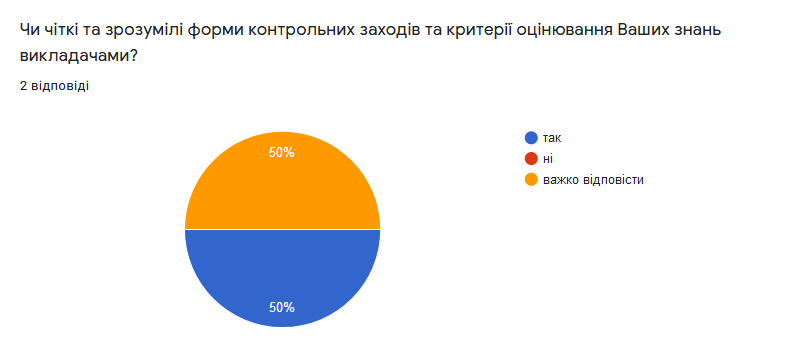 Чи чіткі та зрозумілі форми контрольних заходів та критерії оцінювання Ваших знань
викладачами?
2 відповіді
50%
50%
так
ні
важко відповісти